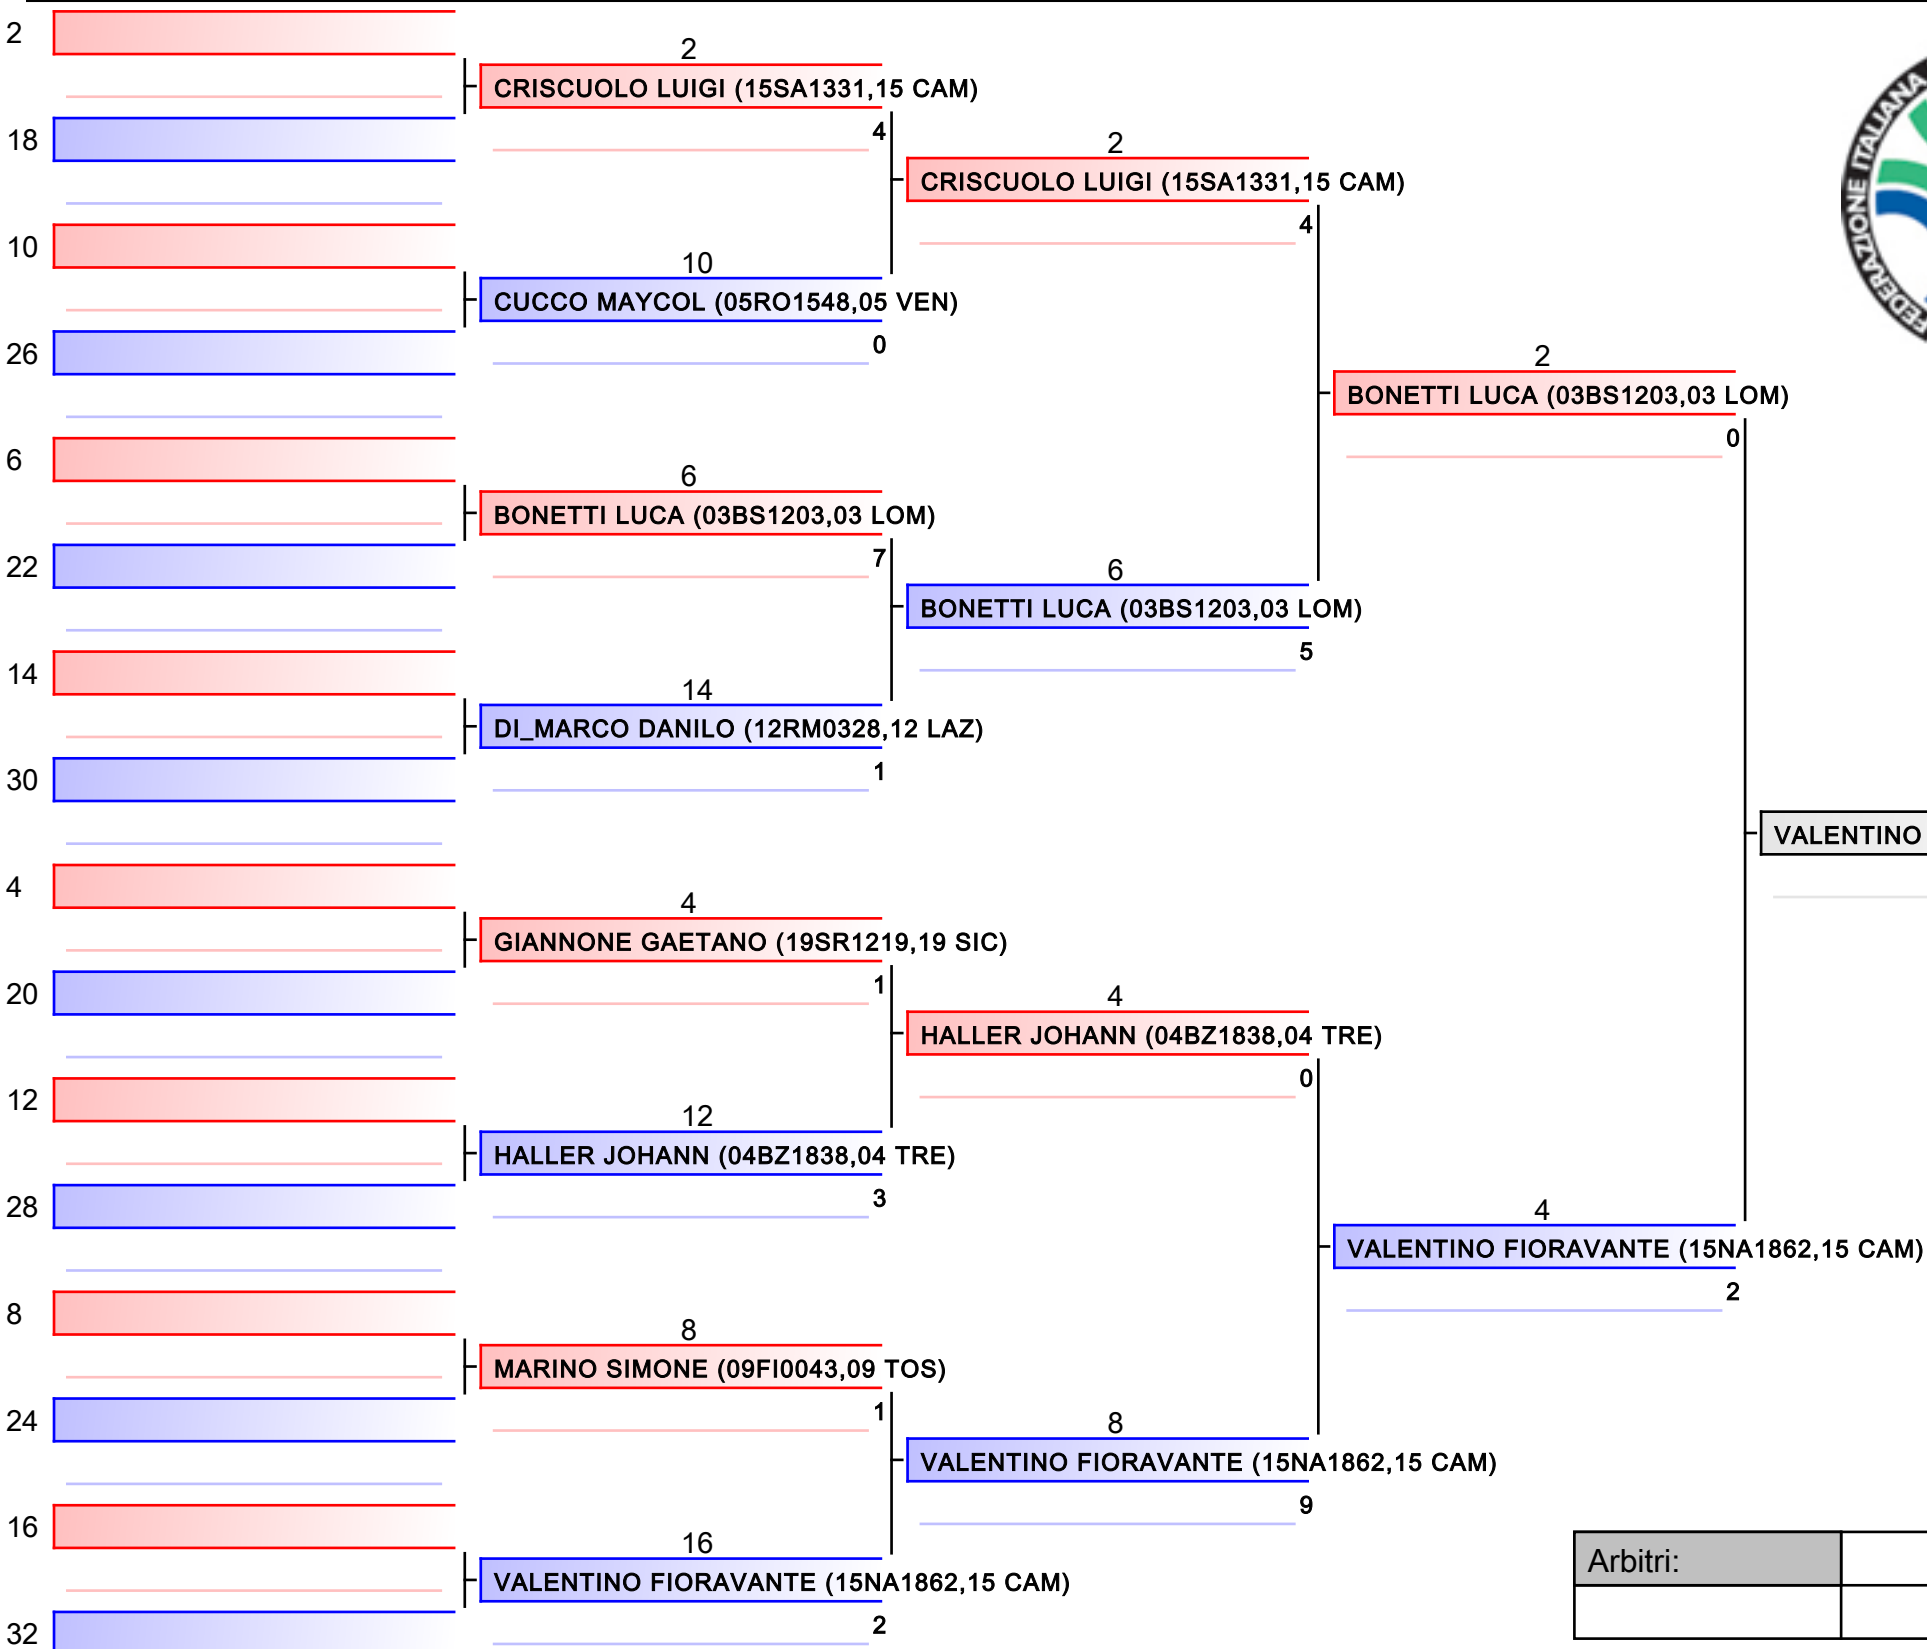 2
18
10
26
6
22
14
30
4
20
12
28
8
24
16
32
2
CRISCUOLO LUIGI (15SA1331,15 CAM)
4
10
CUCCO MAYCOL (05RO1548,05 VEN)
0
6
BONETTI LUCA (03BS1203,03 LOM)
7
14
DI_MARCO DANILO (12RM0328,12 LAZ)
1
4
GIANNONE GAETANO (19SR1219,19 SIC)
1
12
HALLER JOHANN (04BZ1838,04 TRE)
3
8
MARINO SIMONE (09FI0043,09 TOS)
1
16
VALENTINO FIORAVANTE (15NA1862,15 CAM)
2
2
CRISCUOLO LUIGI (15SA1331,15 CAM)
4
6
BONETTI LUCA (03BS1203,03 LOM)
5
4
HALLER JOHANN (04BZ1838,04 TRE)
0
8
VALENTINO FIORAVANTE (15NA1862,15 CAM)
9
2
BONETTI LUCA (03BS1203,03 LOM)
0
4
VALENTINO FIORAVANTE (15NA1862,15 CAM)
2
VALENTINO
FEDERAZIONE ITALIANA
Arbitri: